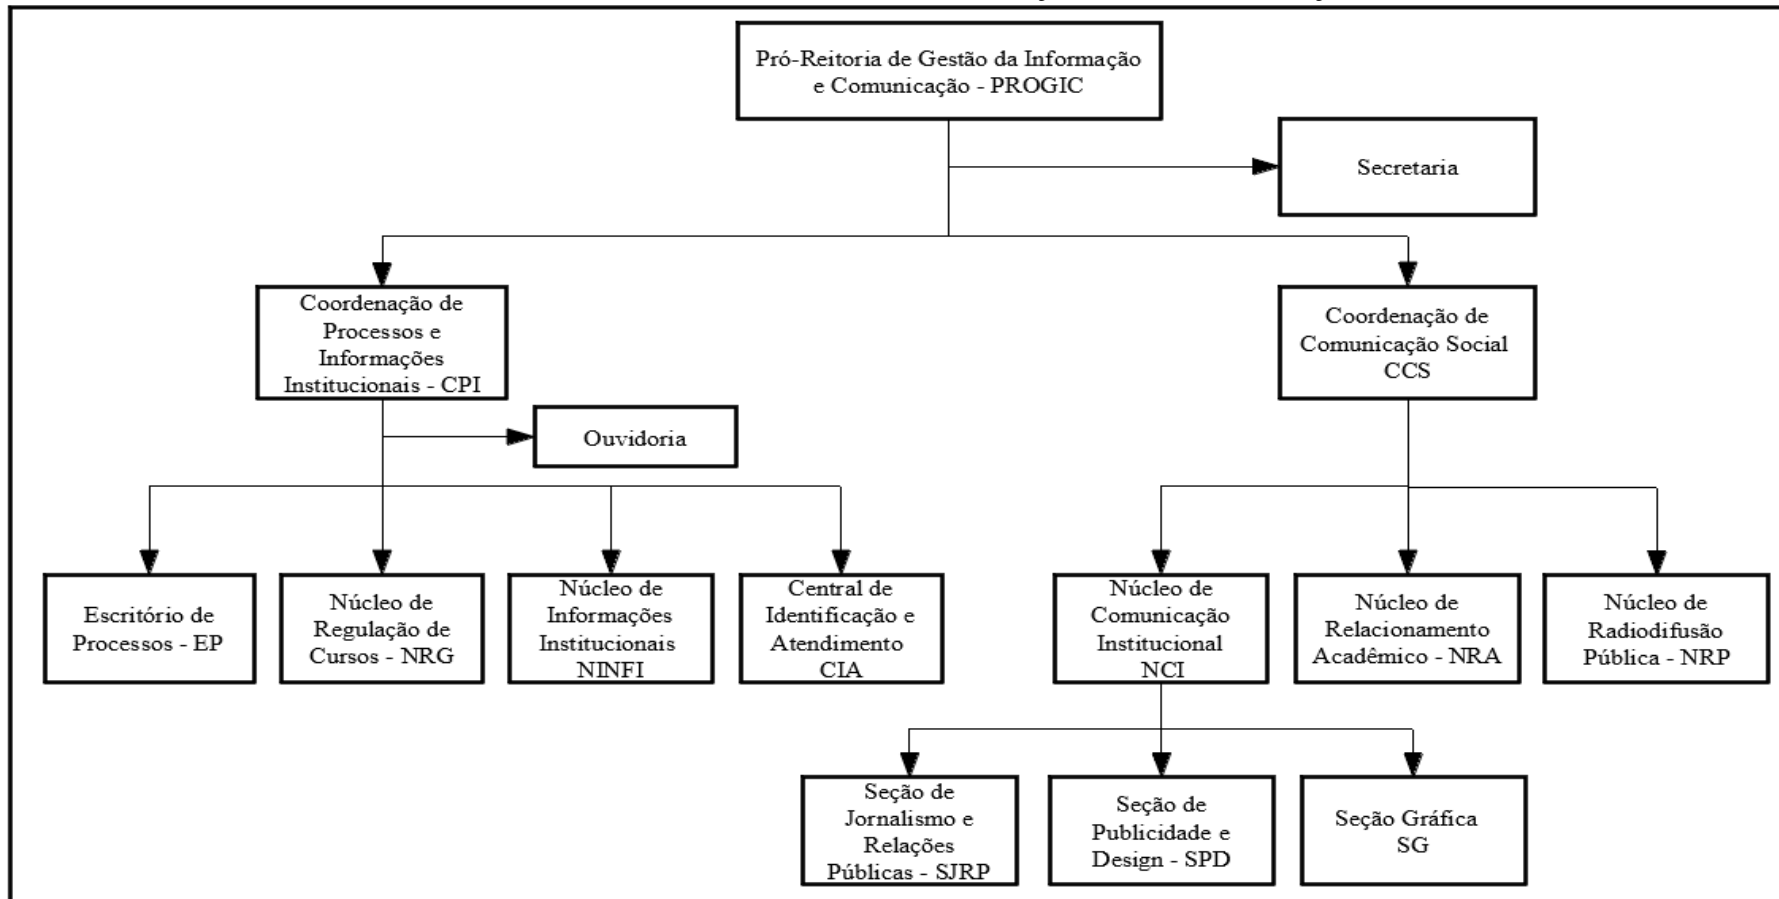 Pró-Reitoria de Gestão da Informação
e Comunicação - PROGIC
Secretaria
Coordenação de
Processos e
Informações
Institucionais - CPI
Coordenação de
Comunicação Social
CCS
Ouvidoria
Escritório de
Processos - EP
Núcleo de
Regulação de
Cursos - NRG
Núcleo de
Informações
Institucionais
NINFI
Central de
Identificação e
Atendimento
CIA
Núcleo de
Comunicação
Institucional
NCI
Núcleo de
Relacionamento
Acadêmico - NRA
Núcleo de
Radiodifusão
Pública - NRP
Seção de
Jornalismo e
Relações
Públicas - SJRP
Seção de
Publicidade e
Design - SPD
Seção Gráfica
SG